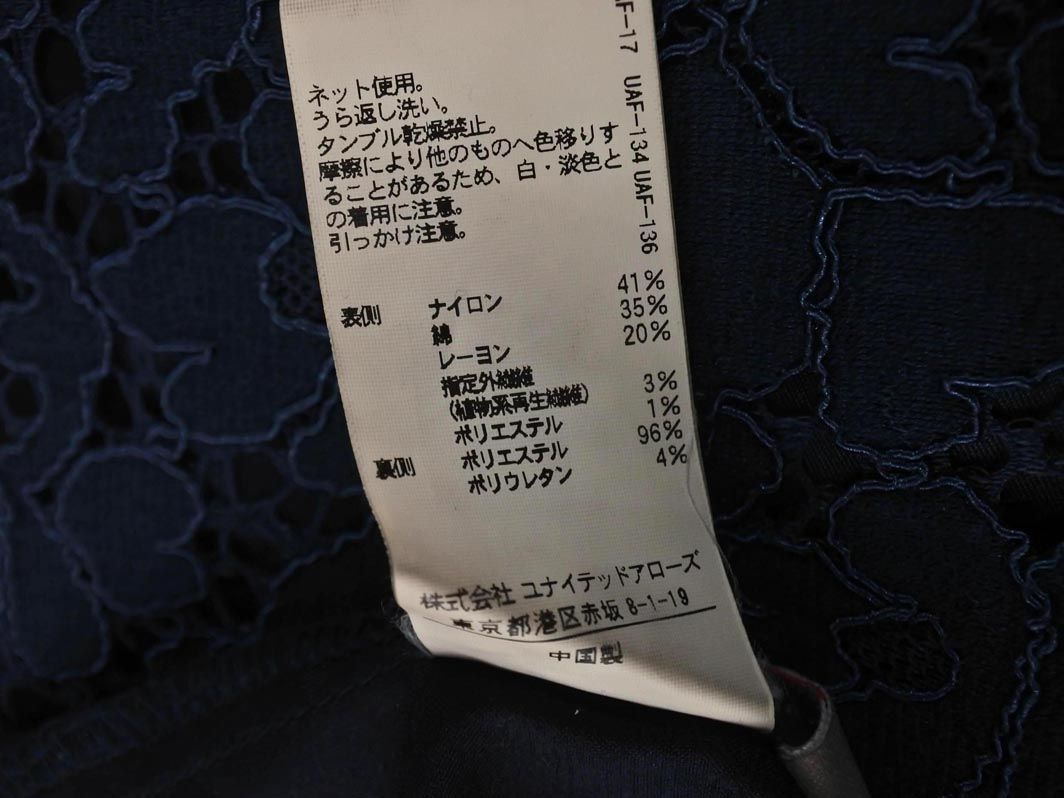 ネット使用。
うら返し洗い。
タンブル乾燥禁止。
摩擦により他のものへ色移りす
ることがあるため、白・淡色と
の着用に注意。
引っかけ注意。
F-17 UAF-134 UAF-136
表側 ナイロン 41%
綿 35%
レーヨン 20%
指定外繊維
(植物系再生繊維) 3%
ポリエステル 1%
裏側 ポリエステル 96%
ポリウレタン 4%
株式会社 ユナイテッドアローズ
東京都港区赤坂 8-1-19
中国製